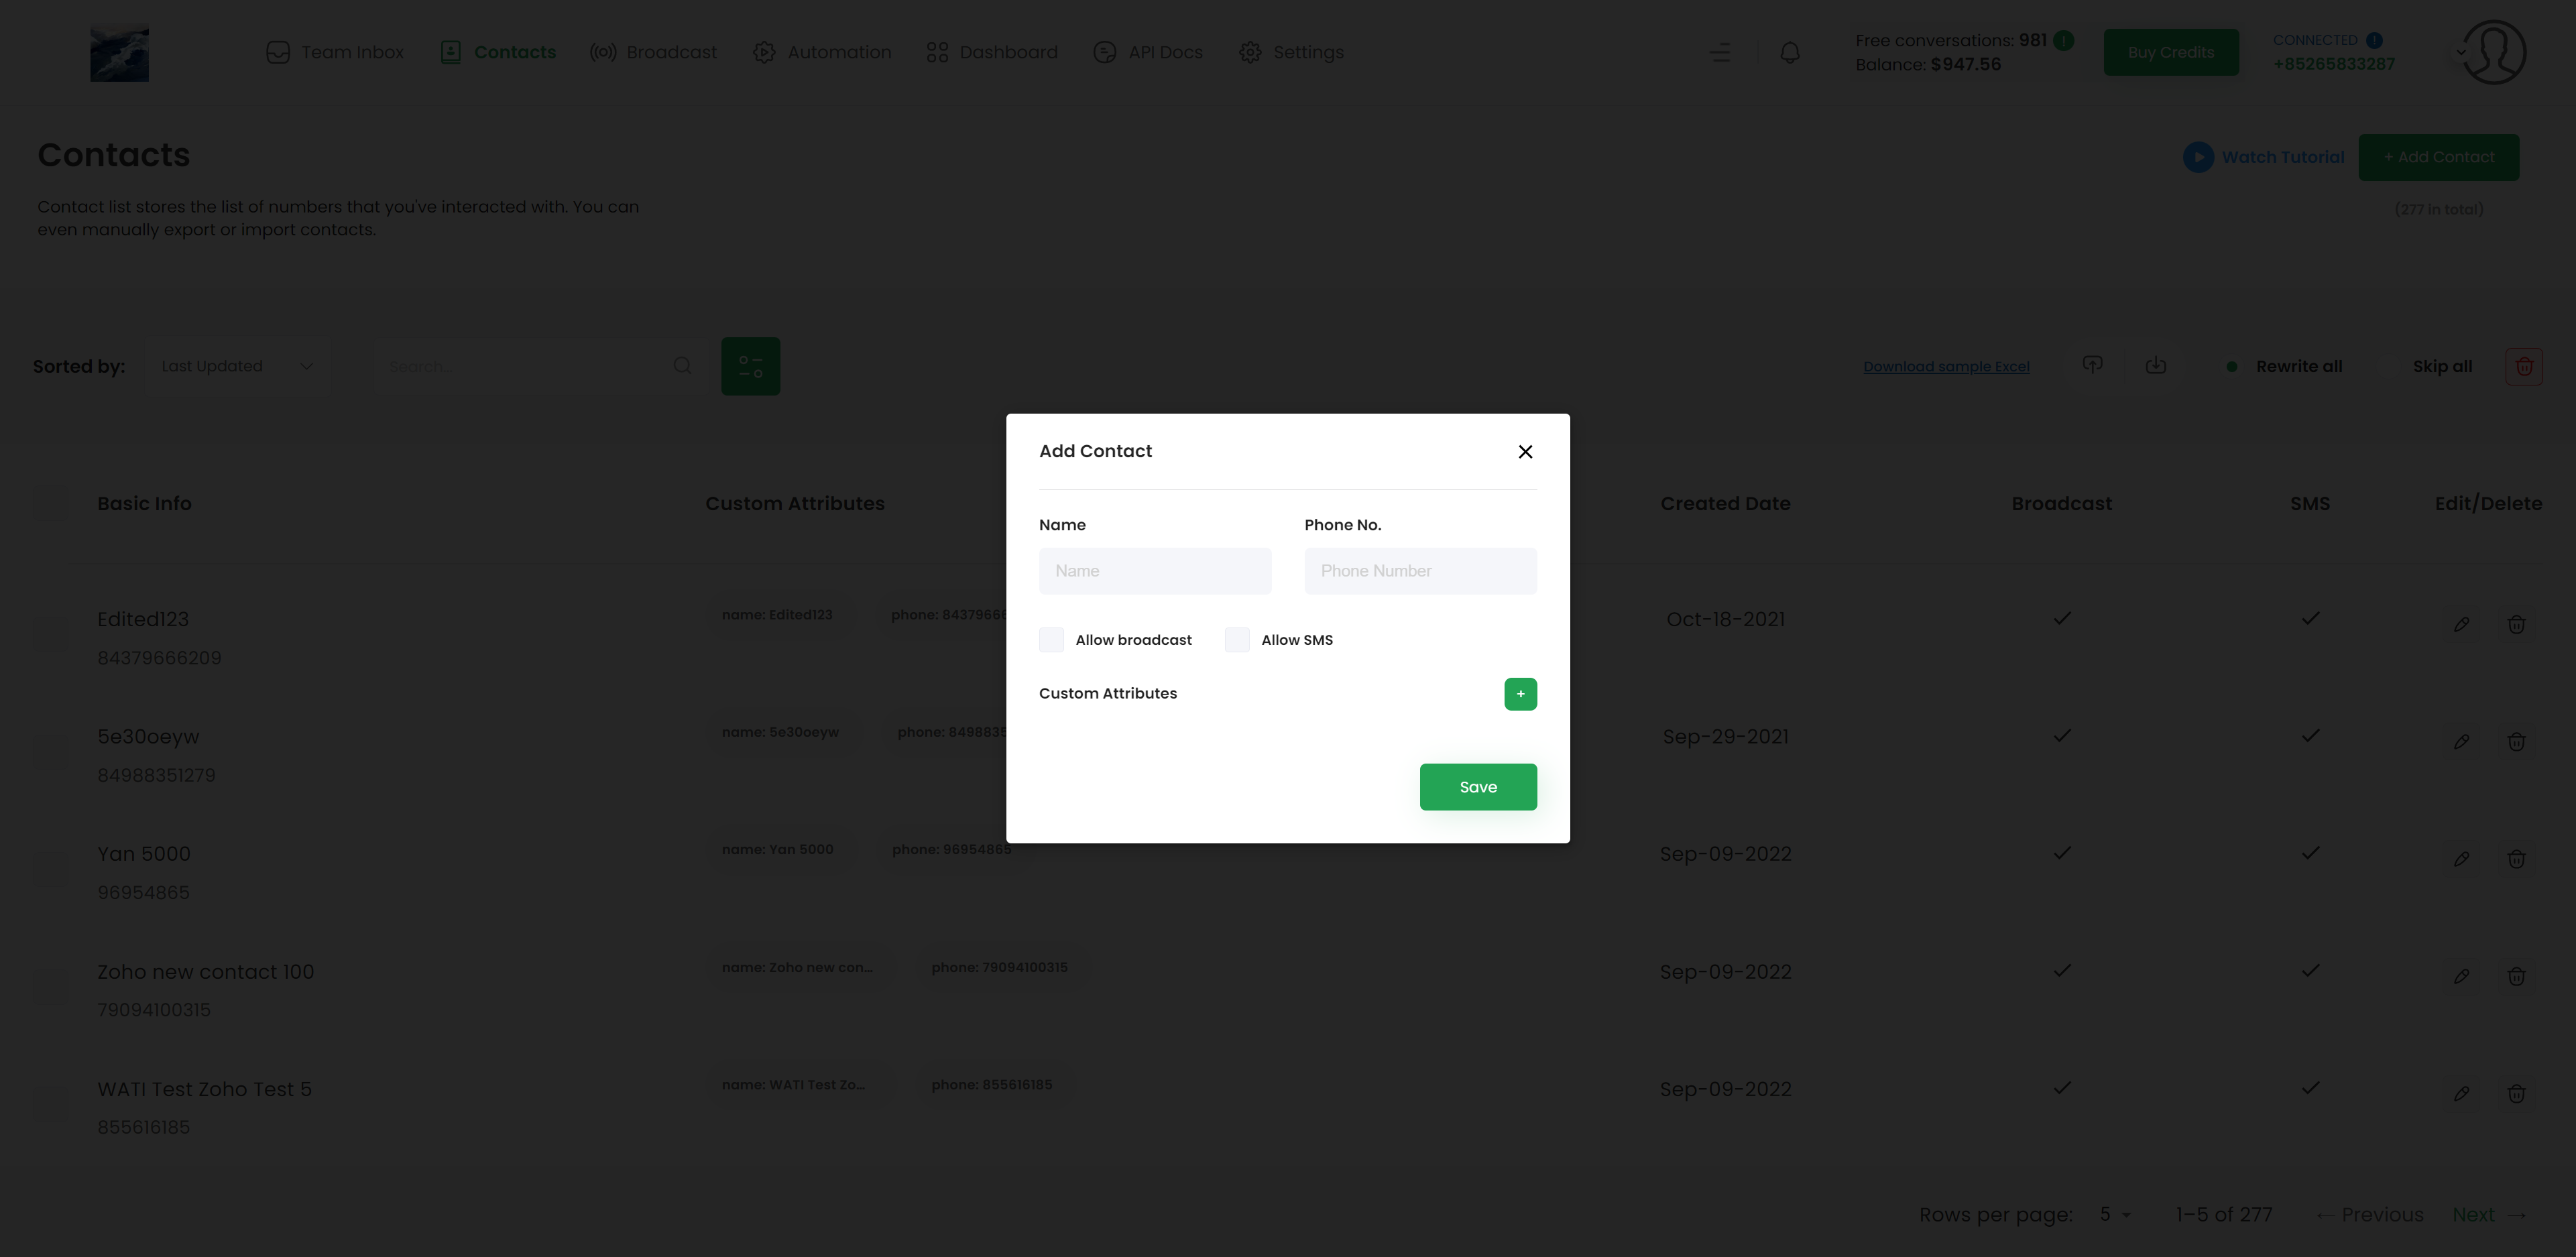 Team Inbox Contacts Broadcast Automation Dashboard API Docs Settings
Free conversations: 981
Balance: $947.56
Buy Credits
CONNECTED
+85265833287
Contacts
Watch Tutorial + Add Contact
Contact list stores the list of numbers that you've interacted with. You can
even manually export or import contacts.
(277 in total)
Sorted by: Last Updated Search... Download sample Excel Rewrite all Skip all
Add Contact
Name Phone No.
Name Phone Number
Allow broadcast Allow SMS
Custom Attributes +
Save
Basic Info Custom Attributes Created Date Broadcast SMS Edit/Delete
Edited123 name: Edited123 phone: 84379666 Oct-18-2021
84379666209
5e30oeyw name: 5e30oeyw phone: 8498835 Sep-29-2021
84988351279
Yan 5000 name: Yan 5000 phone: 96954865 Sep-09-2022
96954865
Zoho new contact 100 name: Zoho new con... phone: 79094100315 Sep-09-2022
79094100315
WATI Test Zoho Test 5 name: WATI Test Zo... phone: 855616185 Sep-09-2022
855616185
Rows per page: 5 1–5 of 277 ← Previous Next →